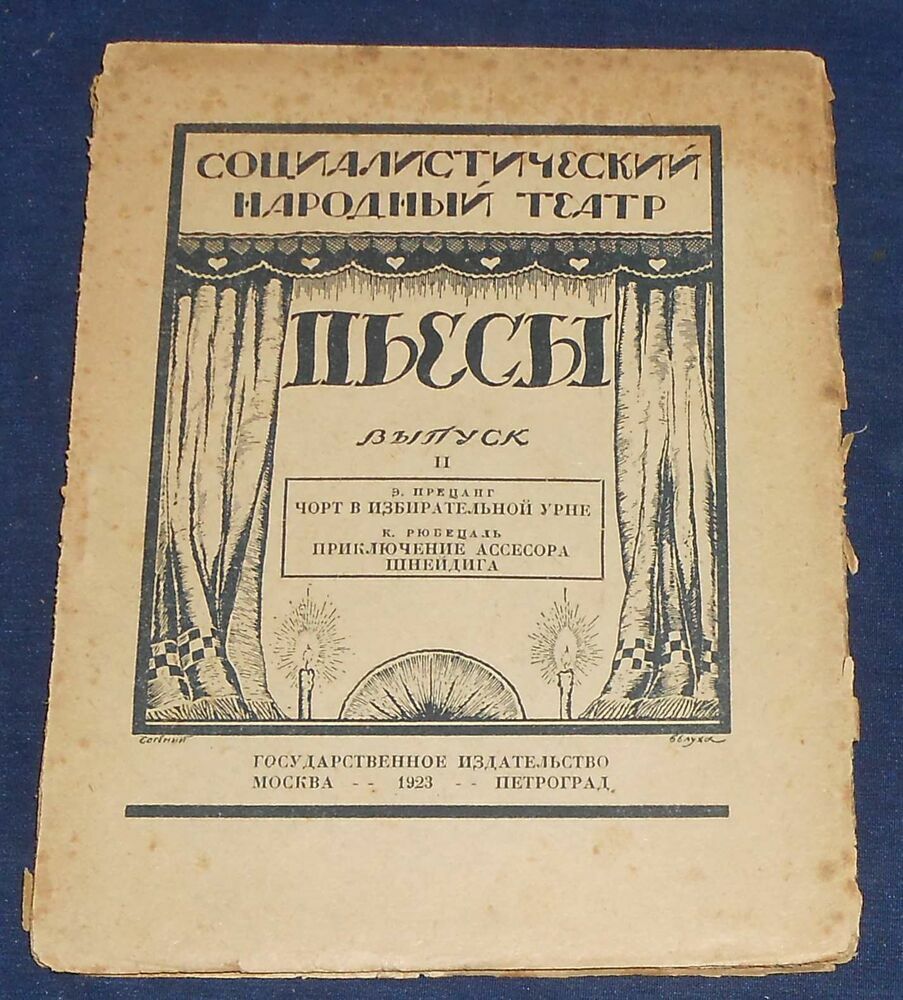 СОЦИАЛИСТИЧЕСКИЙ
НАРОДНЫЙ ТЕАТР
ПЬЕСЫ
ВЫПУСК
II
Э. ПРЕЦАНГ
ЧОРТ В ИЗБИРАТЕЛЬНОЙ УРНЕ
К. РЮБЕЦАЛЬ
ПРИКЛЮЧЕНИЕ АССЕСОРА
ШНЕЙДИГА
ГОСУДАРСТВЕННОЕ ИЗДАТЕЛЬСТВО
МОСКВА -- 1923 -- ПЕТРОГРАД.